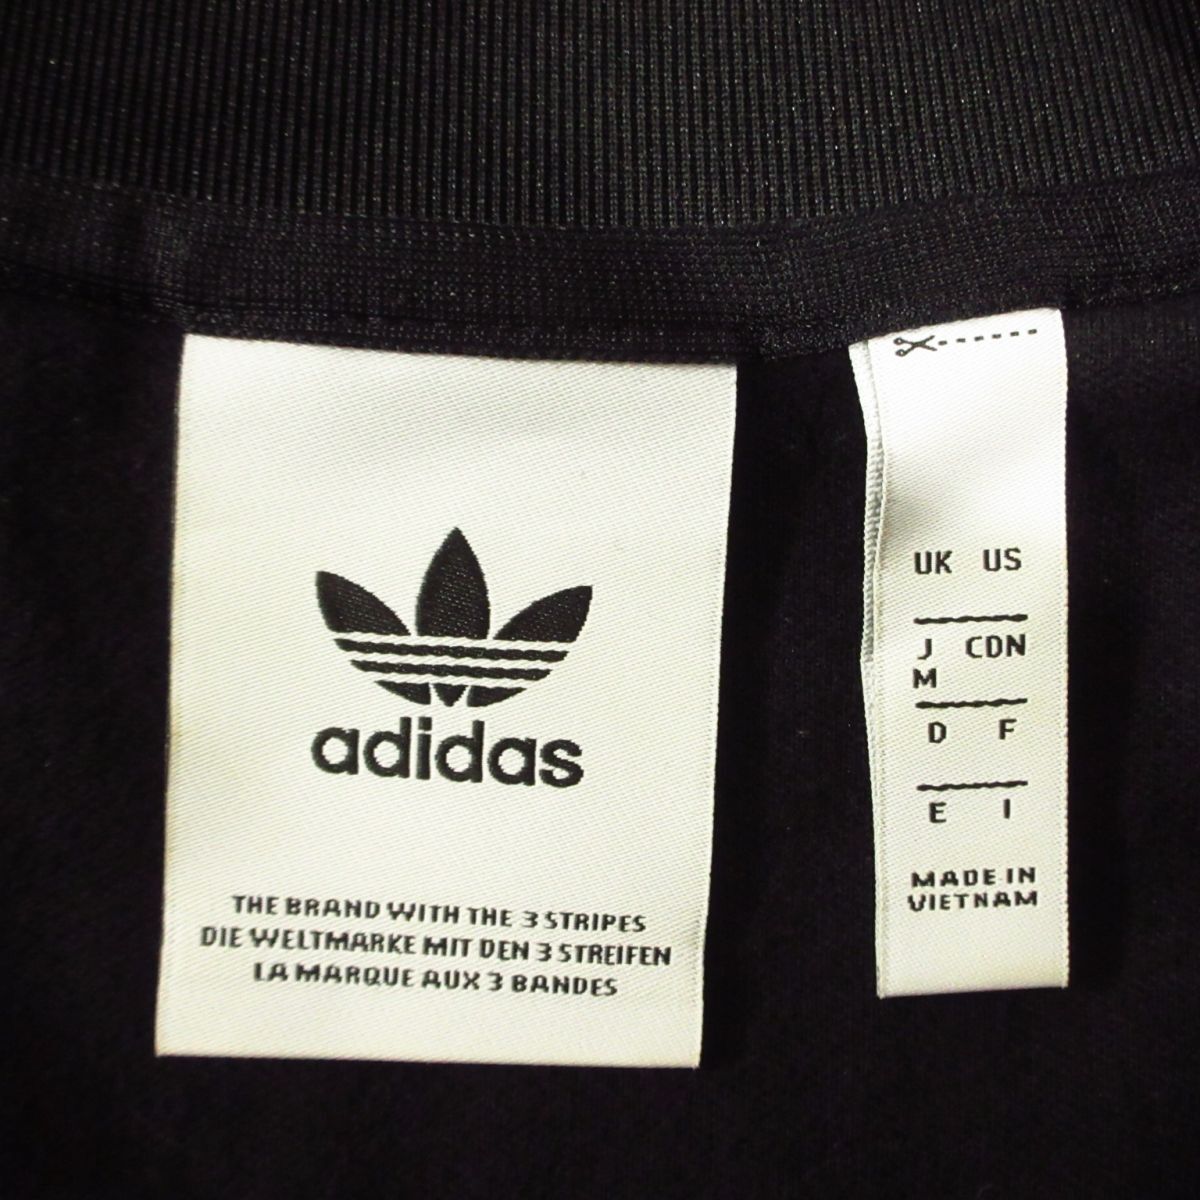 adidas
THE BRAND WITH THE 3 STRIPES
DIE WELTMARKE MIT DEN 3 STREIFEN
LA MARQUE AUX 3 BANDES
UK US
J CDN
M
D F
E I
MADE IN
VIETNAM